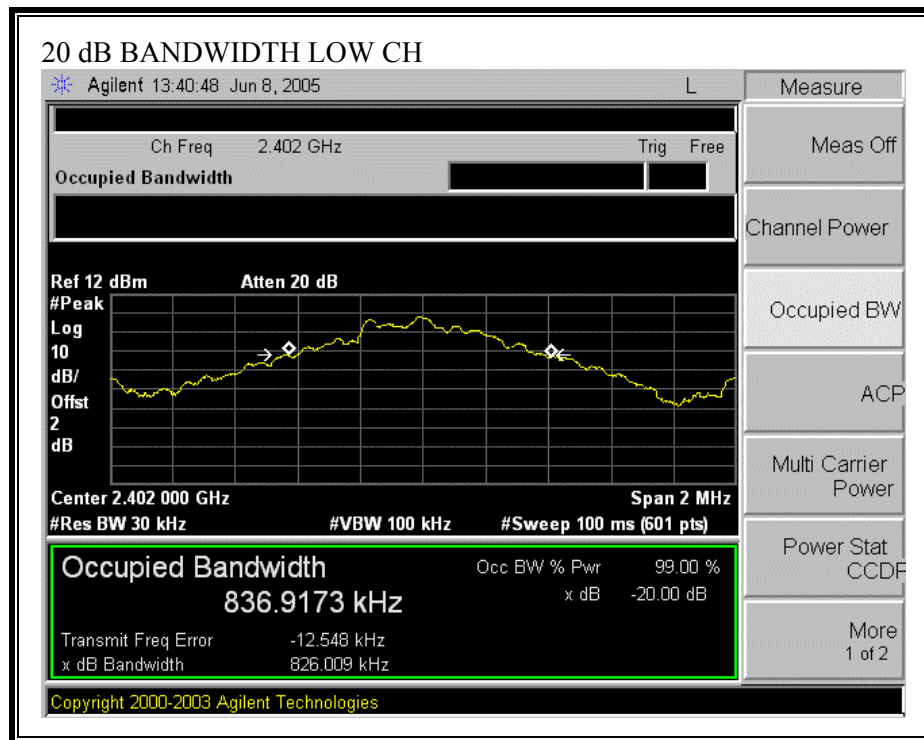 20 dB BANDWIDTH LOW CH
Agilent 13:40:48 Jun 8, 2005 L
Measure
Ch Freq 2.402 GHz Trig Free
Occupied Bandwidth
Meas Off
Channel Power
Occupied BW
ACP
Multi Carrier
Power
Power Stat
CCDF
More
1 of 2
Ref 12 dBm Atten 20 dB
#Peak
Log
10
dB/
Offst
2
dB
Center 2.402 000 GHz Span 2 MHz
#Res BW 30 kHz #VBW 100 kHz #Sweep 100 ms (601 pts)
Occupied Bandwidth
836.9173 kHz
Occ BW % Pwr 99.00 %
x dB -20.00 dB
Transmit Freq Error -12.548 kHz
x dB Bandwidth 826.009 kHz
Copyright 2000-2003 Agilent Technologies